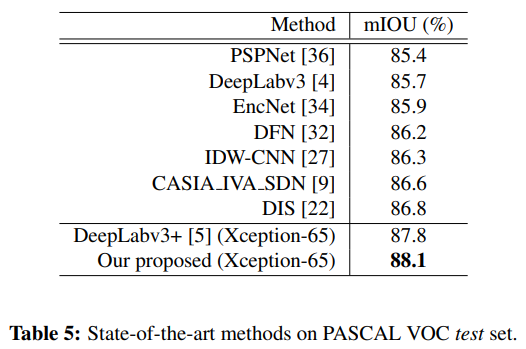 Method mIOU (%)
PSPNet [36] 85.4
DeepLabv3 [4] 85.7
EncNet [34] 85.9
DFN [32] 86.2
IDW-CNN [27] 86.3
CASIA_IVA_SDN [9] 86.6
DIS [22] 86.8
DeepLabv3+ [5] (Xception-65) 87.8
Our proposed (Xception-65) 88.1
Table 5: State-of-the-art methods on PASCAL VOC test set.